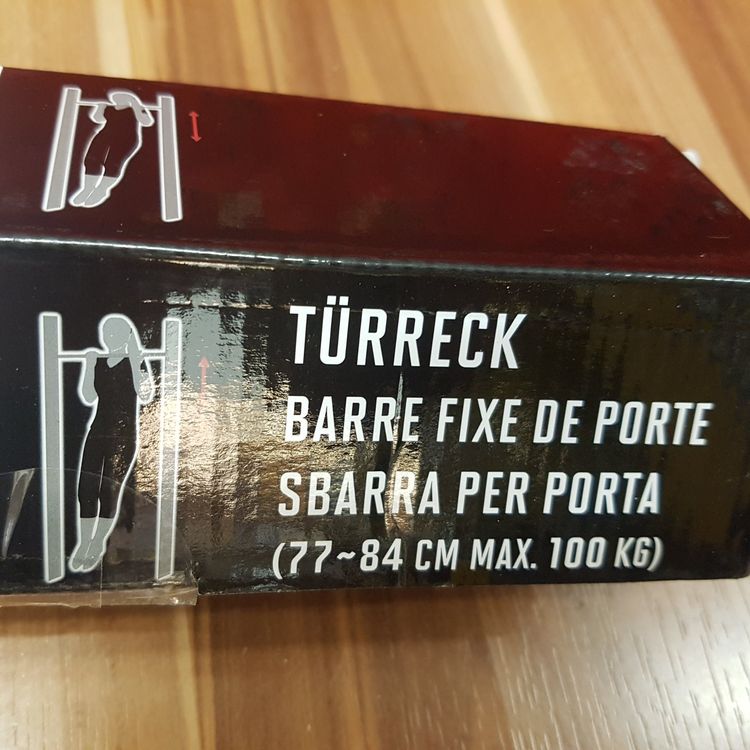 TÜRRECK
BARRE FIXE DE PORTE
SBARRA PER PORTA
(77~84 CM MAX. 100 KG)